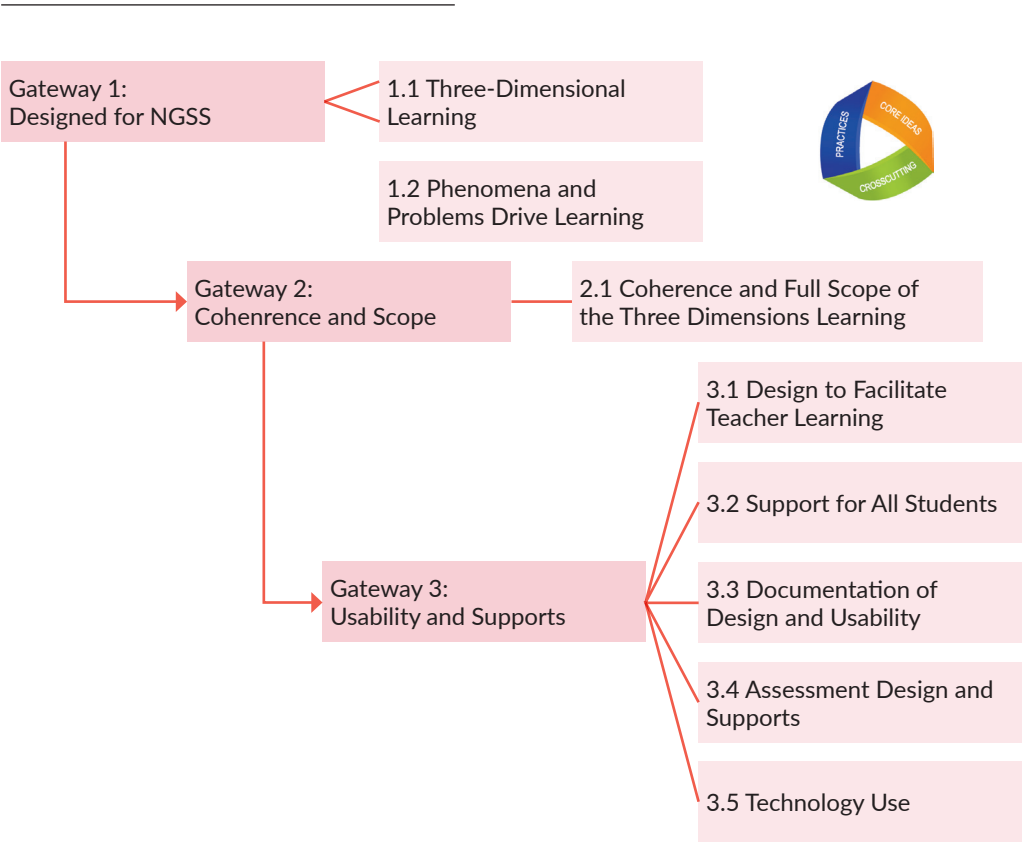 Gateway 1:
Designed for NGSS
1.1 Three-Dimensional
Learning
PRACTICES
CORE IDEAS
CROSSCUTTING
1.2 Phenomena and
Problems Drive Learning
Gateway 2:
Cohenrence and Scope
2.1 Coherence and Full Scope of
the Three Dimensions Learning
3.1 Design to Facilitate
Teacher Learning
3.2 Support for All Students
Gateway 3:
Usability and Supports
3.3 Documentation of
Design and Usability
3.4 Assessment Design and
Supports
3.5 Technology Use